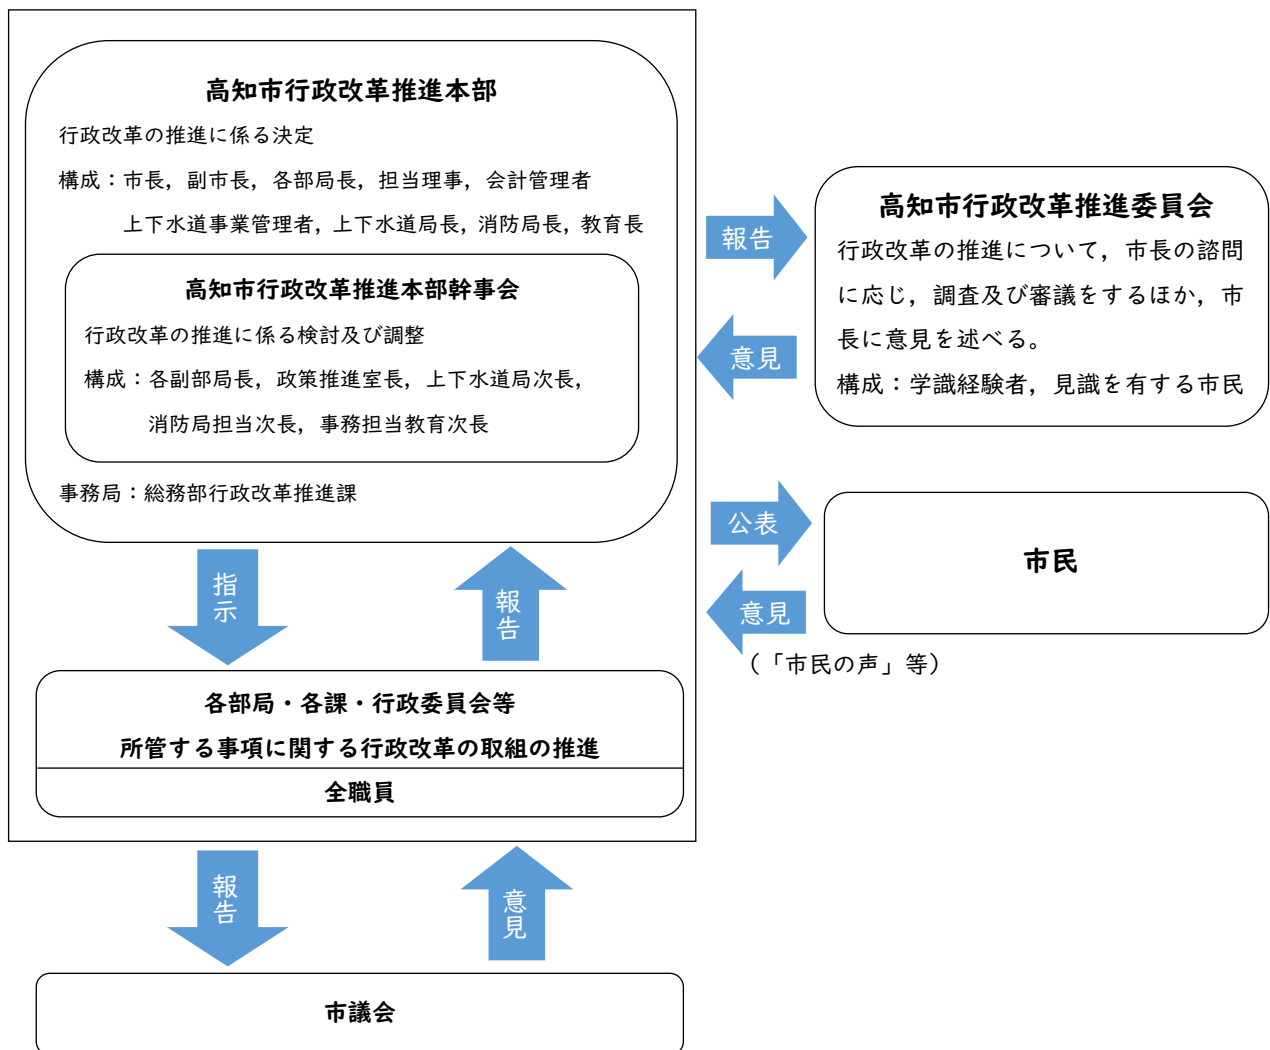 高知市行政改革推進本部
行政改革の推進に係る決定
構成：市長，副市長，各部局長，担当理事，会計管理者
上下水道事業管理者，上下水道局長，消防局長，教育長
高知市行政改革推進本部幹事会
行政改革の推進に係る検討及び調整
構成：各副部局長，政策推進室長，上下水道局次長，
消防局担当次長，事務担当教育次長
事務局：総務部行政改革推進課
報告
意見
高知市行政改革推進委員会
行政改革の推進について，市長の諮問
に応じ，調査及び審議をするほか，市
長に意見を述べる。
構成：学識経験者，見識を有する市民
公表
意見
（「市民の声」等）
市民
指示
報告
各部局・各課・行政委員会等
所管する事項に関する行政改革の取組の推進
全職員
報告
意見
市議会